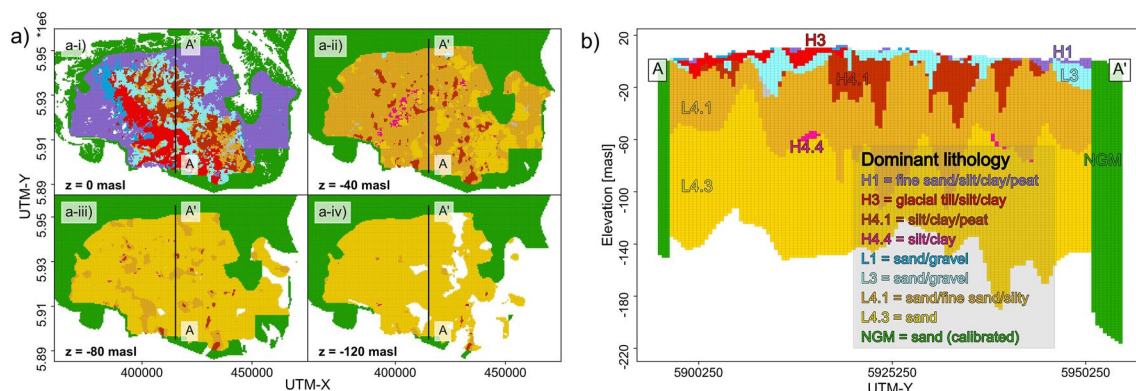 a)
*1e6
a-i)
A'
A
z = 0 masl
a-ii)
A'
A
z = -40 masl
a-iii)
A'
A
z = -80 masl
a-iv)
A'
A
z = -120 masl
UTM-Y
5.95
5.93
5.91
5.89
5.95
5.93
5.91
5.89
400000
450000
400000
450000
UTM-X
b)
Elevation [masl]
20
-20
-60
-100
-140
-180
-220
A
A'
H3
H1
H4.1
L3
L4.1
H4.4
L4.3
NGM
Dominant lithology
H1 = fine sand/silt/clay/peat
H3 = glacial till/silt/clay
H4.1 = silt/clay/peat
H4.4 = silt/clay
L1 = sand/gravel
L3 = sand/gravel
L4.1 = sand/fine sand/silty
L4.3 = sand
NGM = sand (calibrated)
5900250
5925250
5950250
UTM-Y